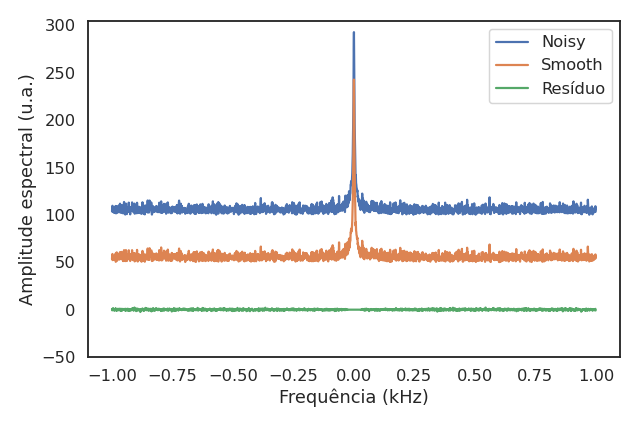 300
250
200
150
100
50
0
−50
Amplitude espectral (u.a.)
Noisy
Smooth
Resíduo
−1.00 −0.75 −0.50 −0.25 0.00 0.25 0.50 0.75 1.00
Frequência (kHz)